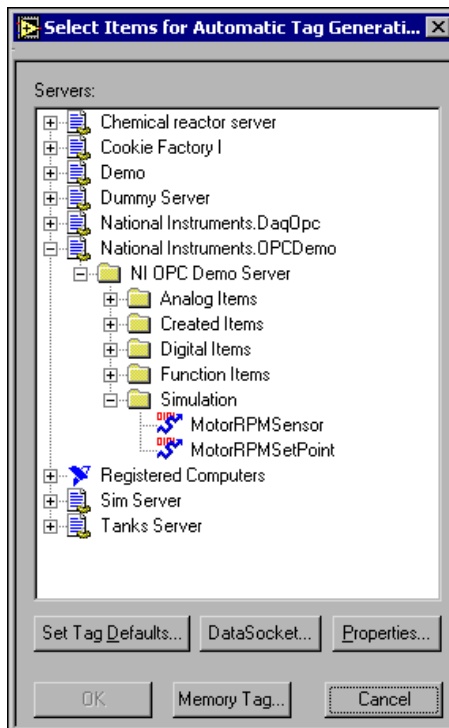 Select Items for Automatic Tag Generati...
Servers:
Chemical reactor server
Cookie Factory I
Demo
Dummy Server
National Instruments.DaqOpc
National Instruments.OPCDemo
NI OPC Demo Server
Analog Items
Created Items
Digital Items
Function Items
Simulation
MotorRPMSensor
MotorRPMSetPoint
Registered Computers
Sim Server
Tanks Server
Set Tag Defaults... DataSocket... Properties...
OK Memory Tag... Cancel